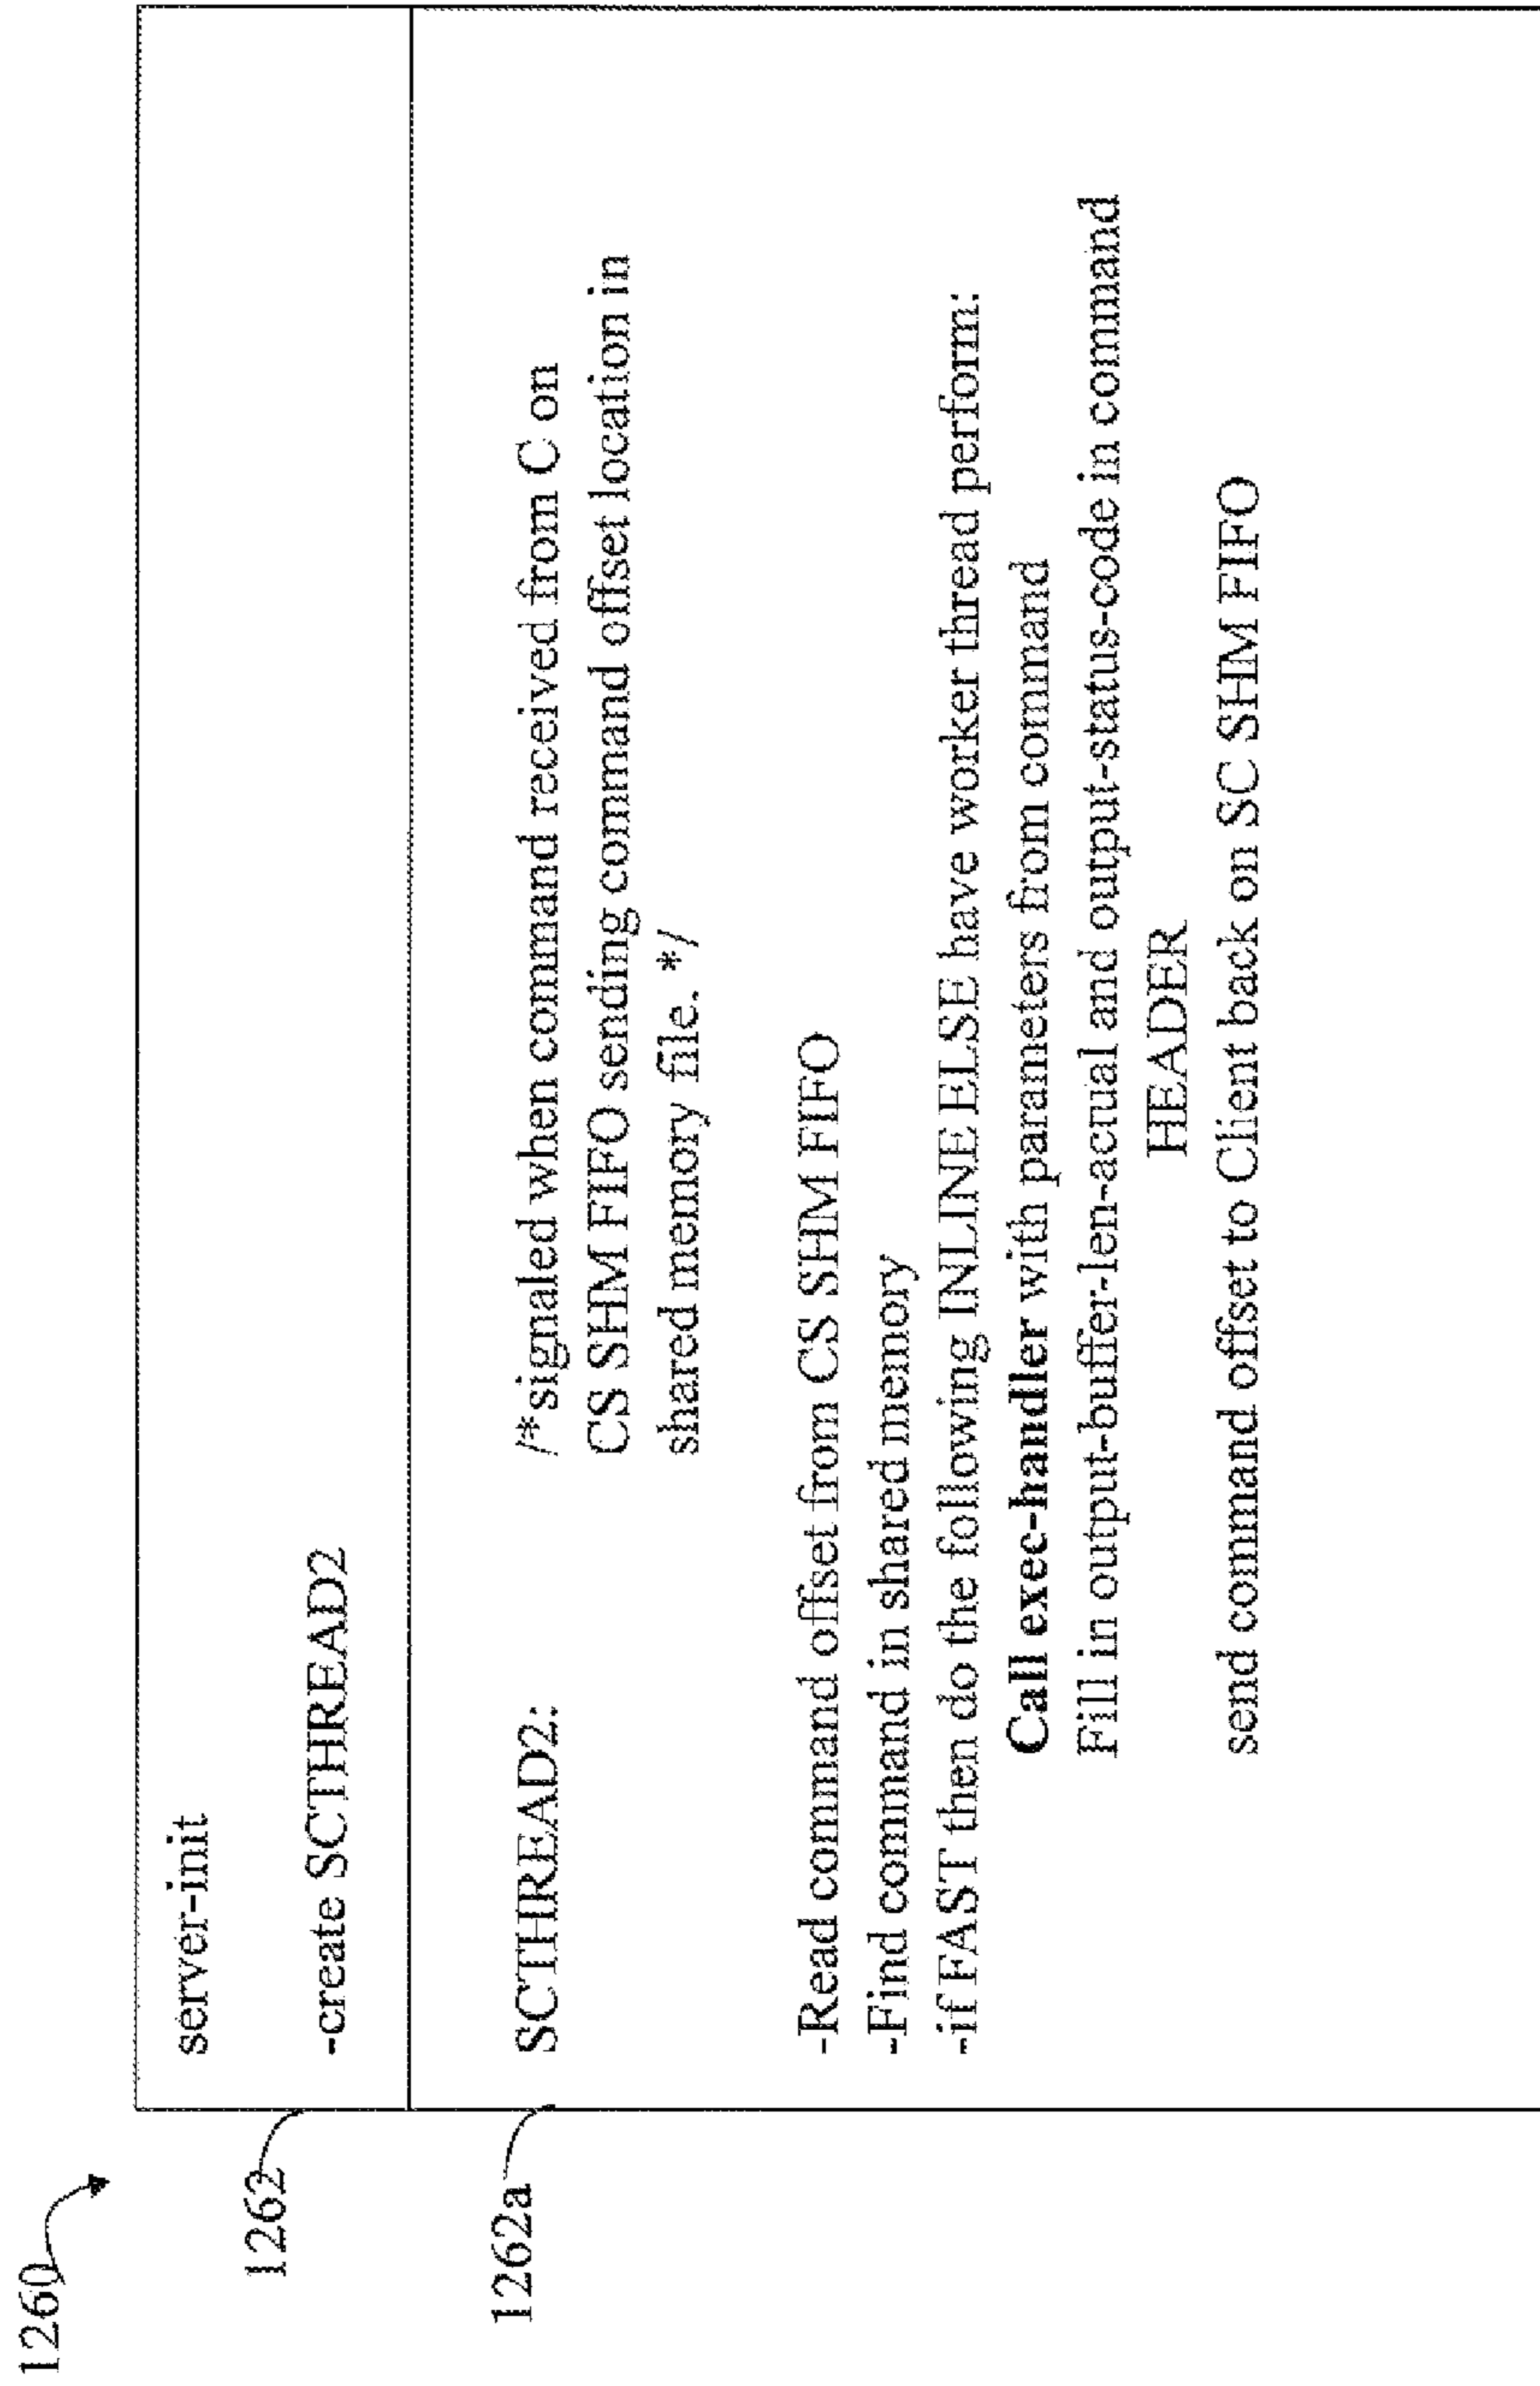 1260
1262
server-init
-create SCTHREAD2
1262a
SCTHREAD2:
/*signaled when command received from C on
CS SHM FIFO sending command offset location in
shared memory file. */
-Read command offset from CS SHM FIFO
-Find command in shared memory
-if FAST then do the following INLINE ELSE have worker thread perform:
Call exec-handler with parameters from command
Fill in output-buffer-len-actual and output-status-code in command
HEADER
send command offset to Client back on SC SHM FIFO